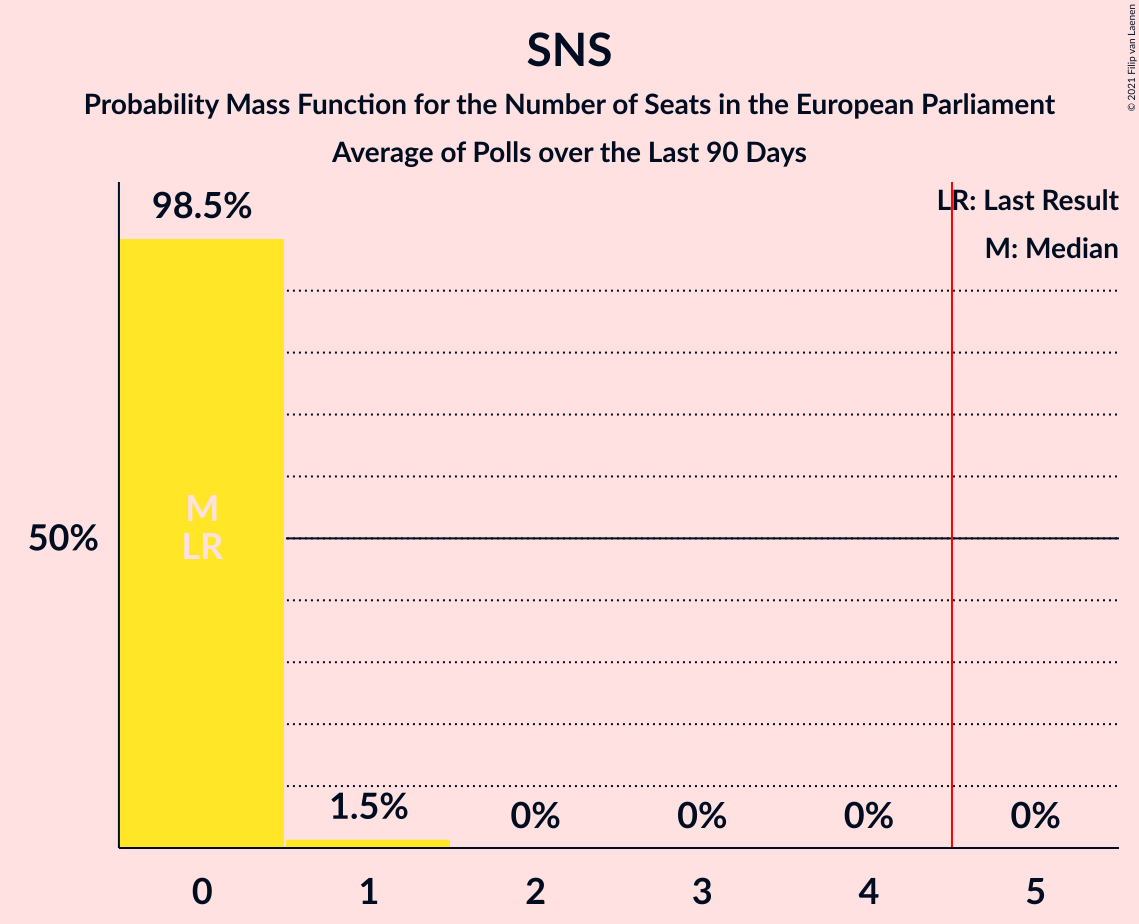 SNS
Probability Mass Function for the Number of Seats in the European Parliament
Average of Polls over the Last 90 Days
© 2021 Filip van Laenen
98.5%
LR: Last Result
M: Median
M
LR
50%
1.5%
0%
0%
0%
0%
0
1
2
3
4
5